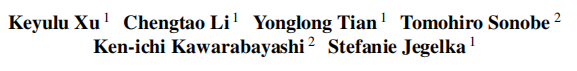 Keyulu Xu 1 Chengtao Li 1 Yonglong Tian 1 Tomohiro Sonobe 2
Ken-ichi Kawarabayashi 2 Stefanie Jegelka 1